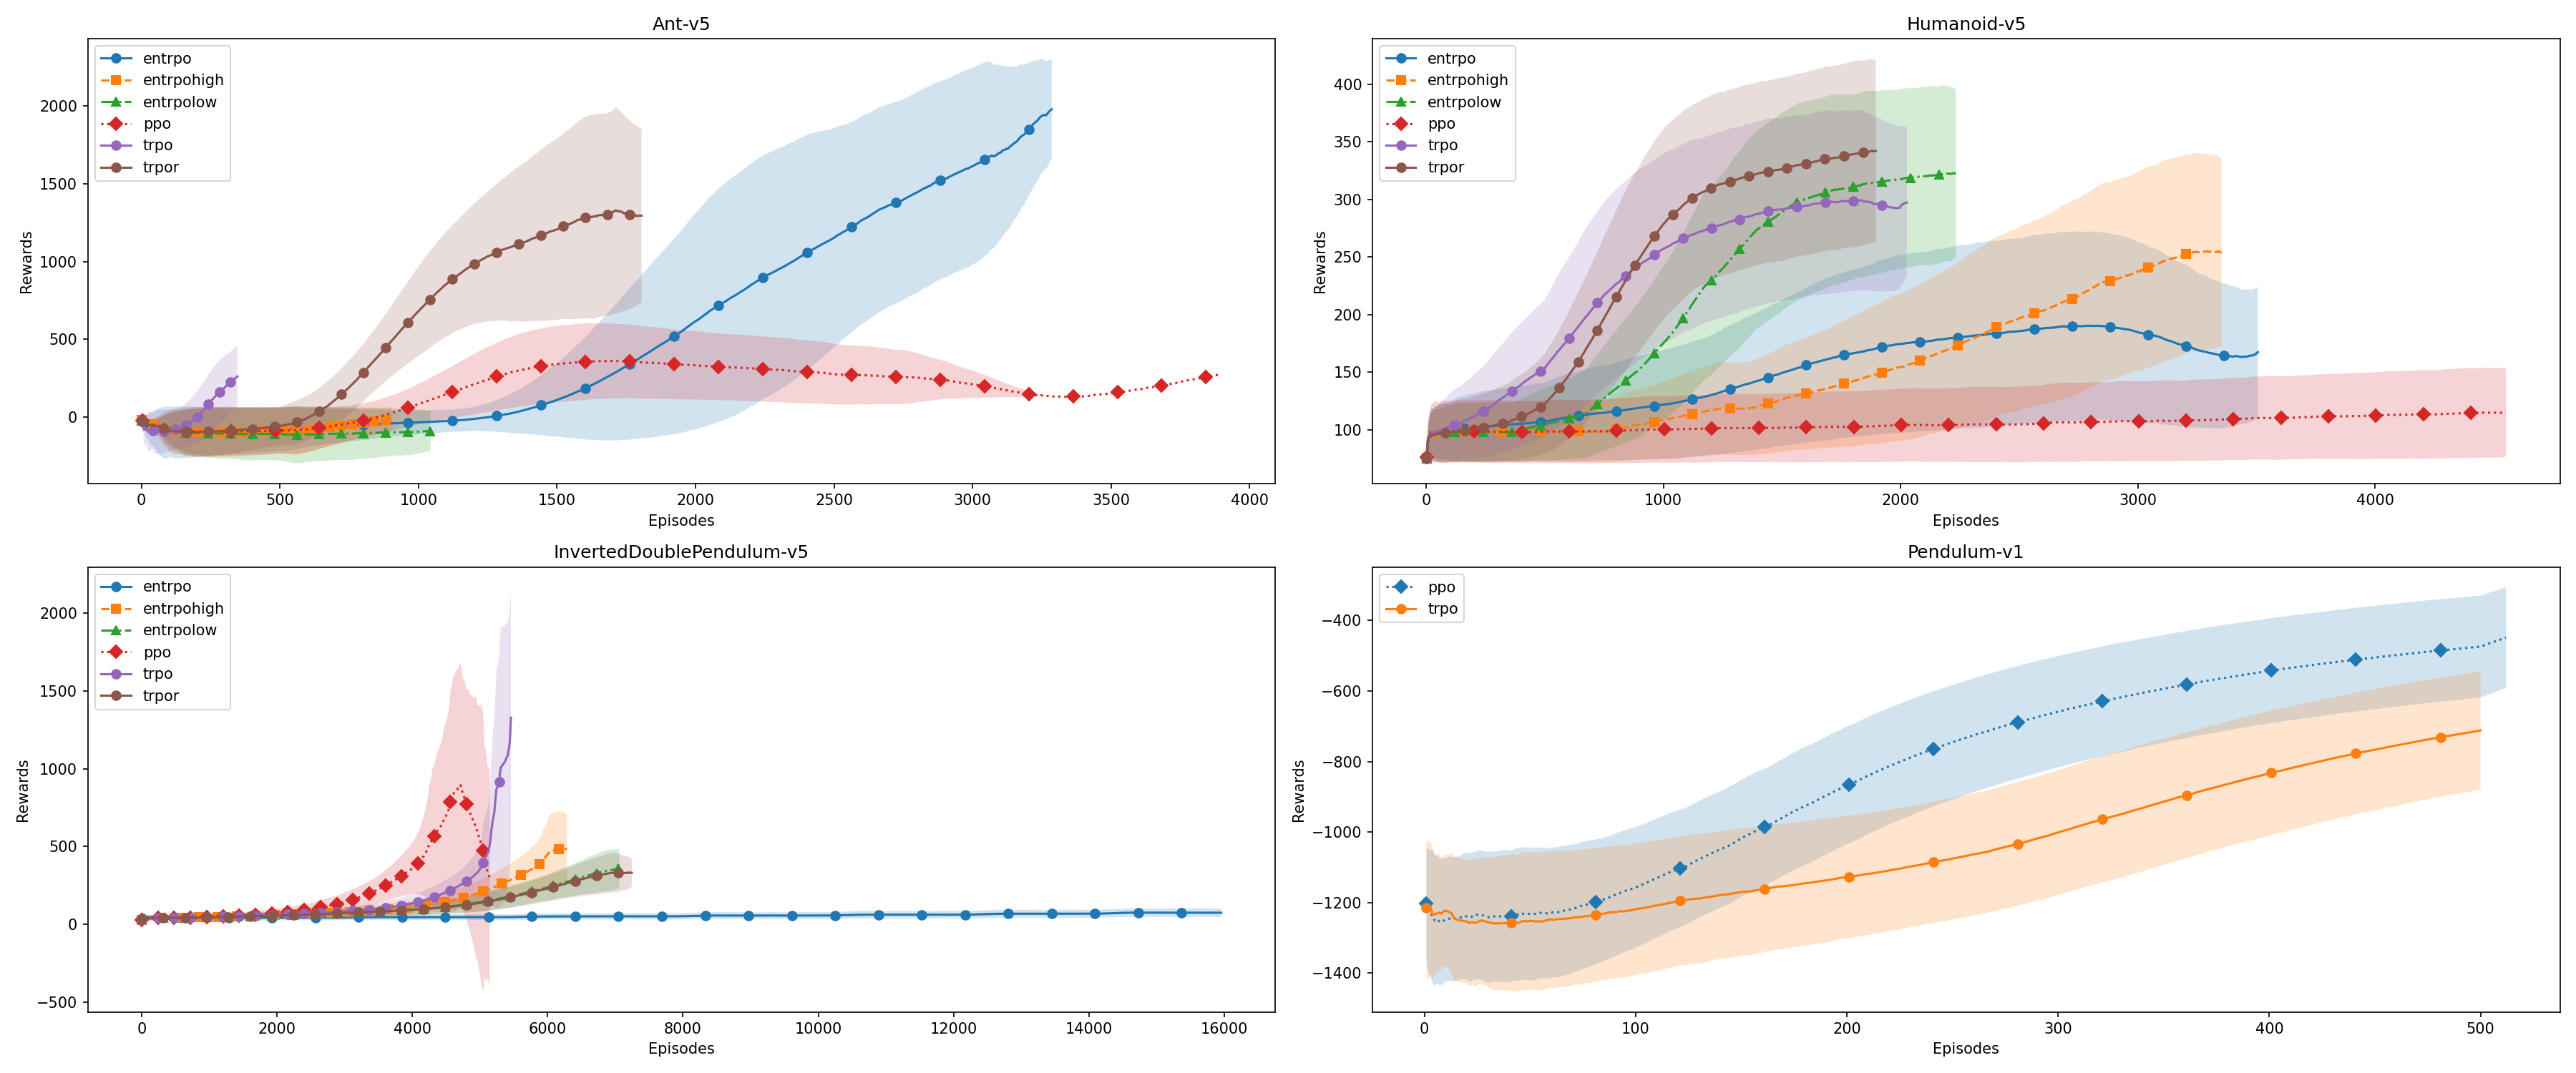 Ant-v5
entrpo
entrpohigh
entrpolow
ppo
trpo
trpor
2000
1500
1000
500
0
Rewards
0 500 1000 1500 2000 2500 3000 3500 4000
Episodes
Humanoid-v5
entrpo
entrpohigh
entrpolow
ppo
trpo
trpor
400
350
300
250
200
150
100
Rewards
0 1000 2000 3000 4000
Episodes
InvertedDoublePendulum-v5
entrpo
entrpohigh
entrpolow
ppo
trpo
trpor
2000
1500
1000
500
0
−500
Rewards
0 2000 4000 6000 8000 10000 12000 14000 16000
Episodes
Pendulum-v1
ppo
trpo
−400
−600
−800
−1000
−1200
−1400
Rewards
0 100 200 300 400 500
Episodes